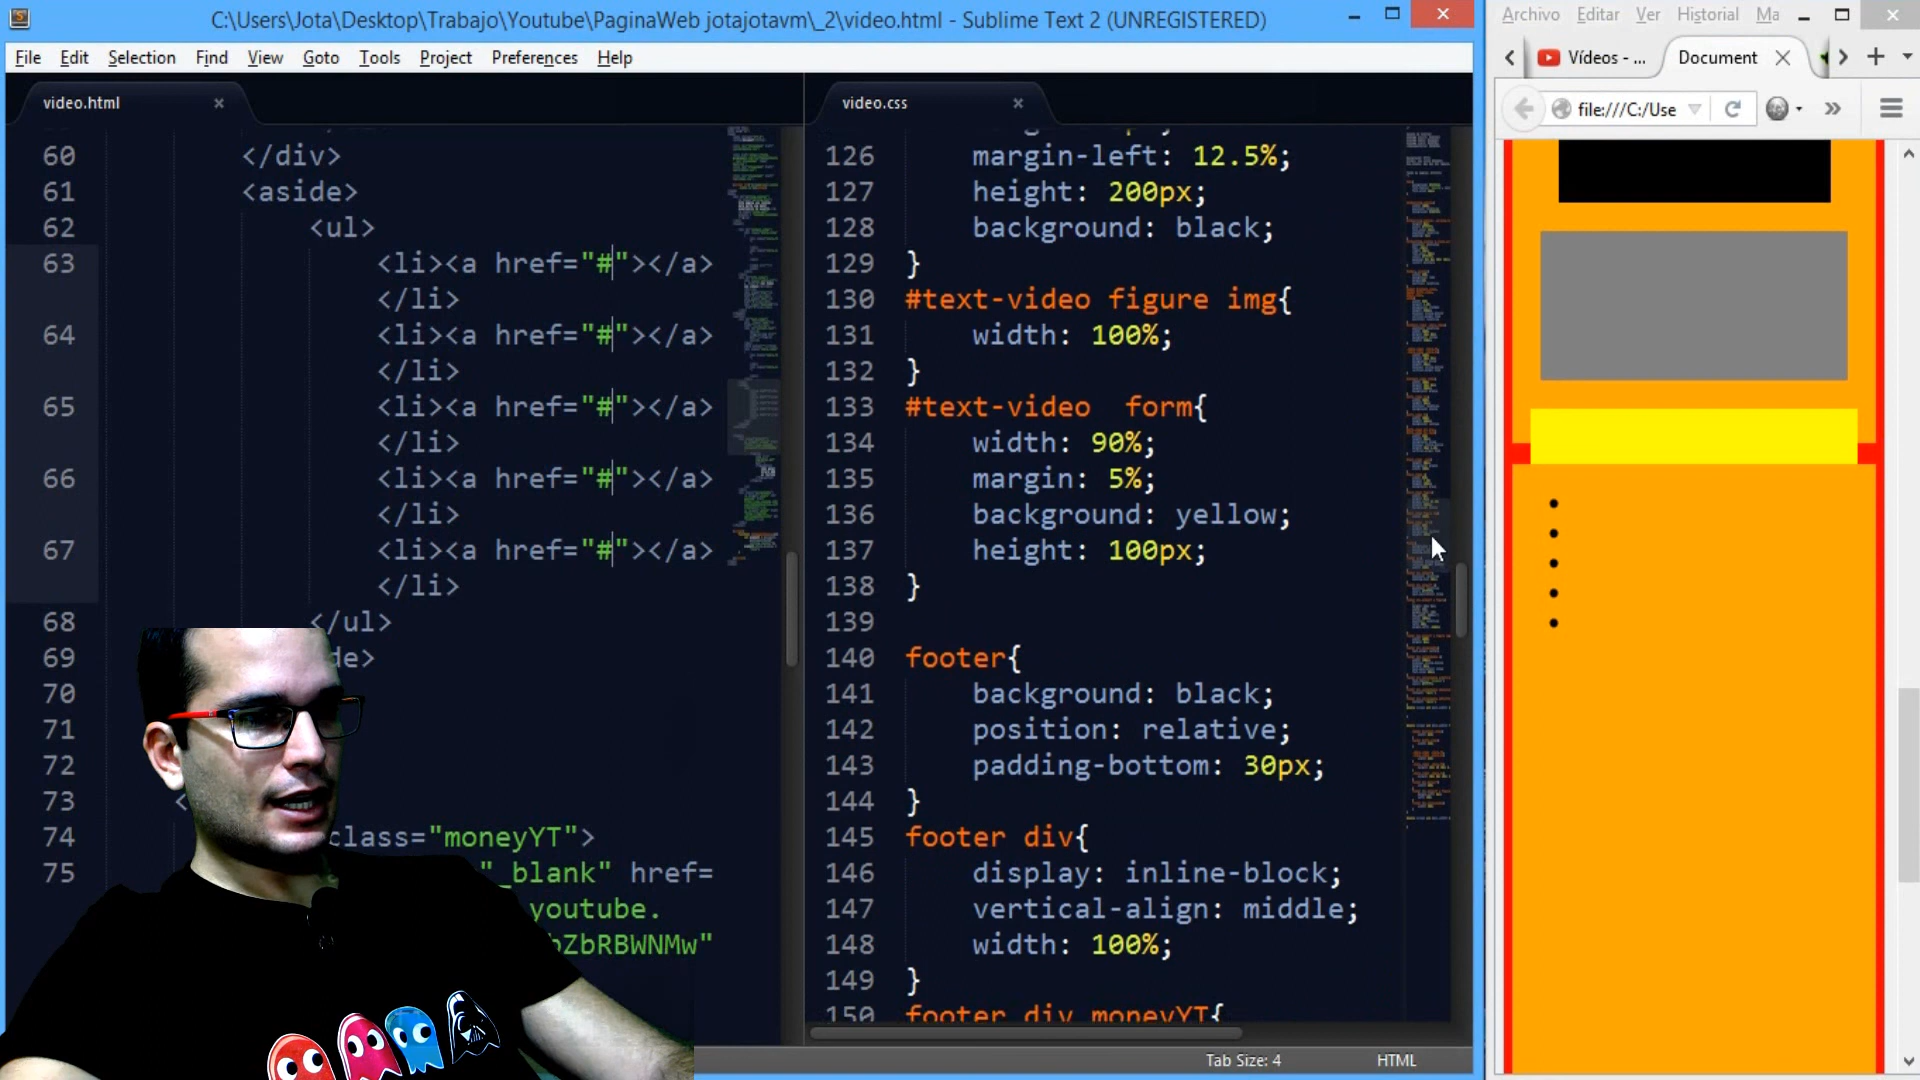 C:\Users\Jota\Desktop\Trabajo\Youtube\PaginaWeb jotajotavm\_2\video.html - Sublime Text 2 (UNREGISTERED)
File Edit Selection Find View Goto Tools Project Preferences Help
video.html
60 </div>
61 <aside>
62 <ul>
63 <li><a href="#"></a>
</li>
64 <li><a href="#"></a>
</li>
65 <li><a href="#"></a>
</li>
66 <li><a href="#"></a>
</li>
67 <li><a href="#"></a>
</li>
68 </ul>
69 de>
70
71
72
73 <
74 class="moneyYT">
75 "_blank" href=
youtube.
bZbRBWNMw"
video.css
126 margin-left: 12.5%;
127 height: 200px;
128 background: black;
129 }
130 #text-video figure img{
131 width: 100%;
132 }
133 #text-video  form{
134 width: 90%;
135 margin: 5%;
136 background: yellow;
137 height: 100px;
138 }
139
140 footer{
141 background: black;
142 position: relative;
143 padding-bottom: 30px;
144 }
145 footer div{
146 display: inline-block;
147 vertical-align: middle;
148 width: 100%;
149 }
150 footer div moneyYT{
Tab Size: 4 HTML
Archivo Editar Ver Historial Ma
Vídeos - ... Document
file:///C:/Use